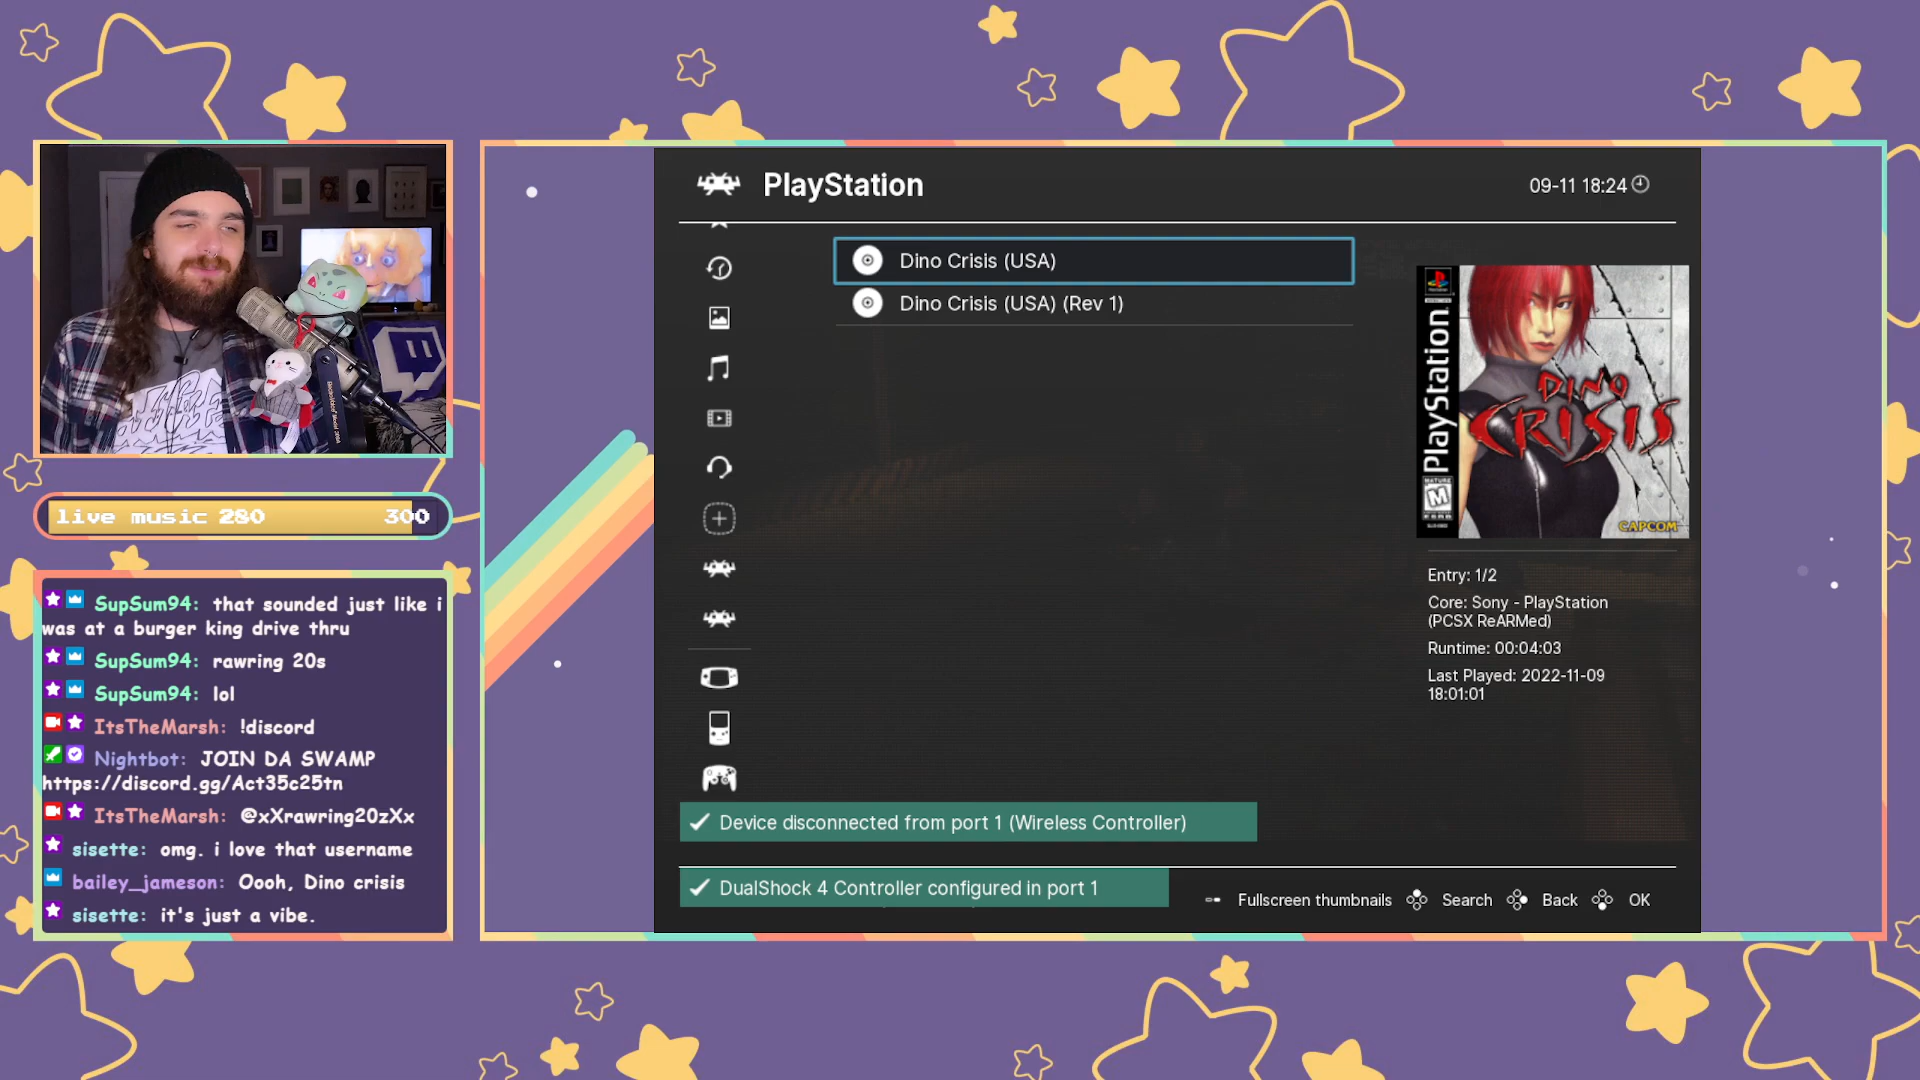 PlayStation
09-11 18:24
Dino Crisis (USA)
Dino Crisis (USA) (Rev 1)
PlayStation
DINO
CRISIS
MATURE
M
CAPCOM
Entry: 1/2
Core: Sony - PlayStation
(PCSX ReARMed)
Runtime: 00:04:03
Last Played: 2022-11-09
18:01:01
Device disconnected from port 1 (Wireless Controller)
DualShock 4 Controller configured in port 1
Fullscreen thumbnails
Search
Back
OK
live music 280 300
SupSum94: that sounded just like i
was at a burger king drive thru
SupSum94: rawring 20s
SupSum94: lol
ItsTheMarsh: !discord
Nightbot: JOIN DA SWAMP
https://discord.gg/Act35c25tn
ItsTheMarsh: @xXrawring20zXx
sisette: omg. i love that username
bailey_jameson: Oooh, Dino crisis
sisette: it's just a vibe.